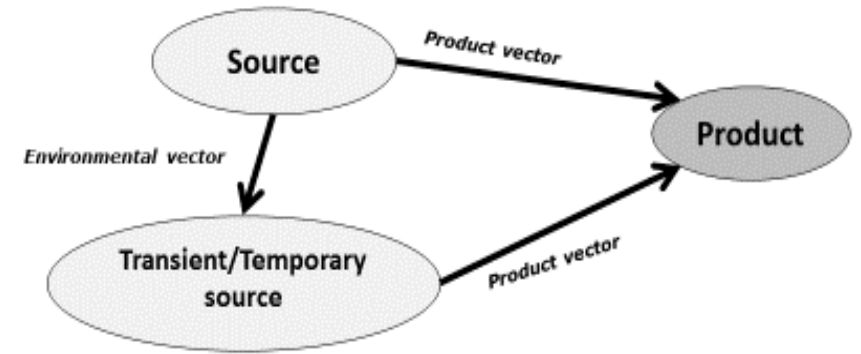 Product vector
Source
Product
Environmental vector
Transient/Temporary
source
Product vector